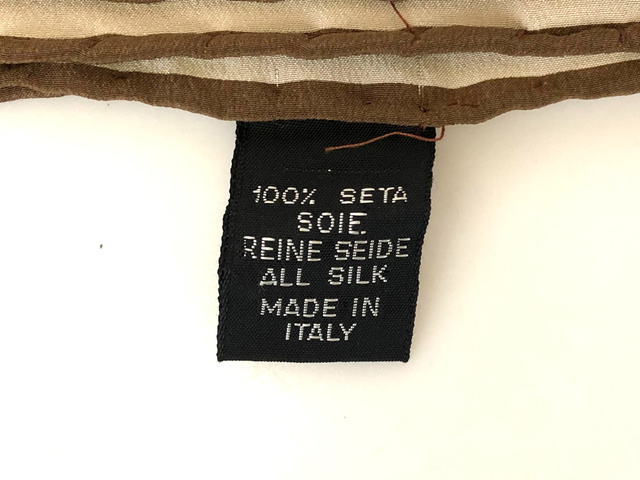 100% SETA
SOIE
REINE SEIDE
ALL SILK
MADE IN
ITALY